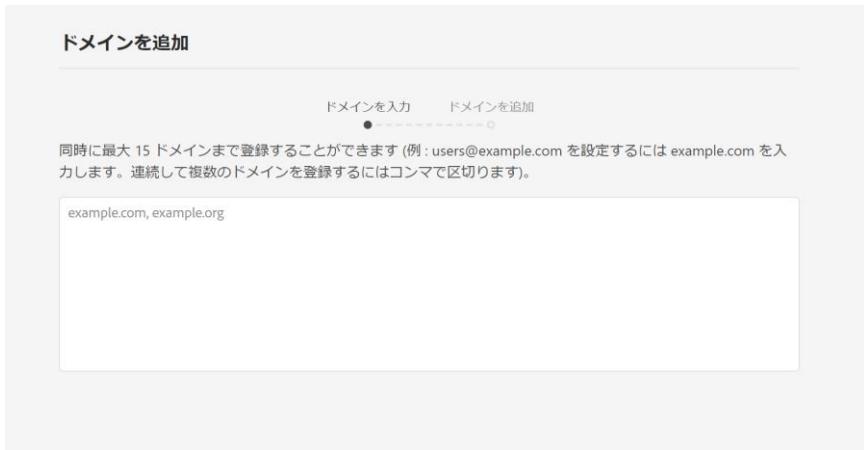 ドメインを追加
ドメインを入力 ドメインを追加
同時に最大 15 ドメインまで登録することができます (例 : users@example.com を設定するには example.com を入
力します。連続して複数のドメインを登録するにはコンマで区切ります)。
example.com, example.org